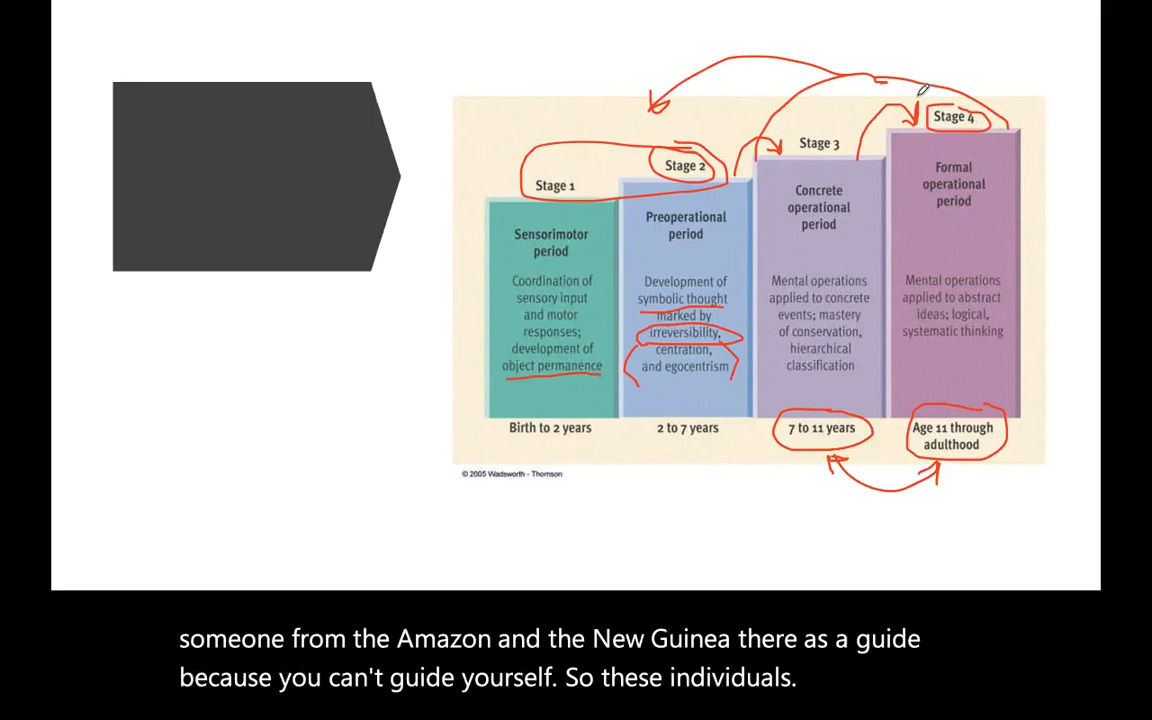 Stage 4
Stage 3
Stage 2
Stage 1
Sensorimotor
period
Coordination of
sensory input
and motor
responses;
development of
object permanence
Birth to 2 years
Preoperational
period
Development of
symbolic thought
marked by
irreversibility,
centration,
and egocentrism
2 to 7 years
Concrete
operational
period
Mental operations
applied to concrete
events; mastery
of conservation,
hierarchical
classification
7 to 11 years
Formal
operational
period
Mental operations
applied to abstract
ideas; logical,
systematic thinking
Age 11 through
adulthood
© 2005 Wadsworth - Thomson
someone from the Amazon and the New Guinea there as a guide
because you can't guide yourself. So these individuals.